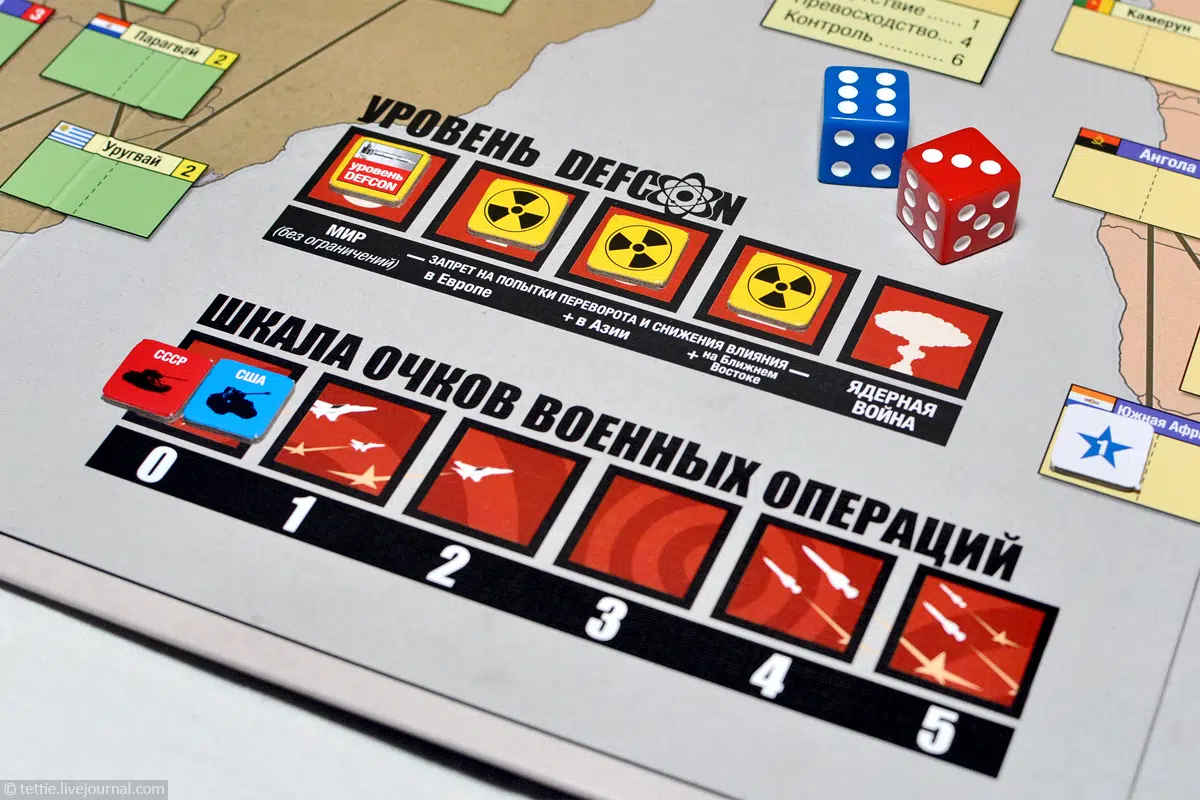 3
Парагвай 2
Уругвай 2
Превосходство.... 4
Контроль ............ 6
1
Камерун
Ангола
УРОВЕНЬ DEFCON
уровень
DEFCON
МИР
(без ограничений)
— ЗАПРЕТ НА ПОПЫТКИ ПЕРЕВОРОТА И СНИЖЕНИЯ ВЛИЯНИЯ —
в Европе
+ в Азии
+ на Ближнем
Востоке
ЯДЕРНАЯ
ВОЙНА
Южная
1
ШКАЛА ОЧКОВ ВОЕННЫХ ОПЕРАЦИЙ
СССР
США
0
1
2
3
4
5
© tettie.livejournal.com